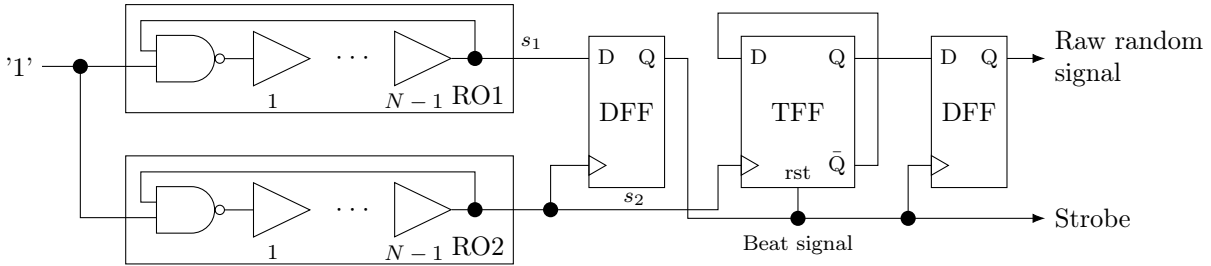 '1'
1
· · ·
N − 1
RO1
s₁
D Q
DFF
D Q
TFF
Q̄
rst
D Q
DFF
Raw random
signal
1
· · ·
N − 1
RO2
s₂
Beat signal
Strobe